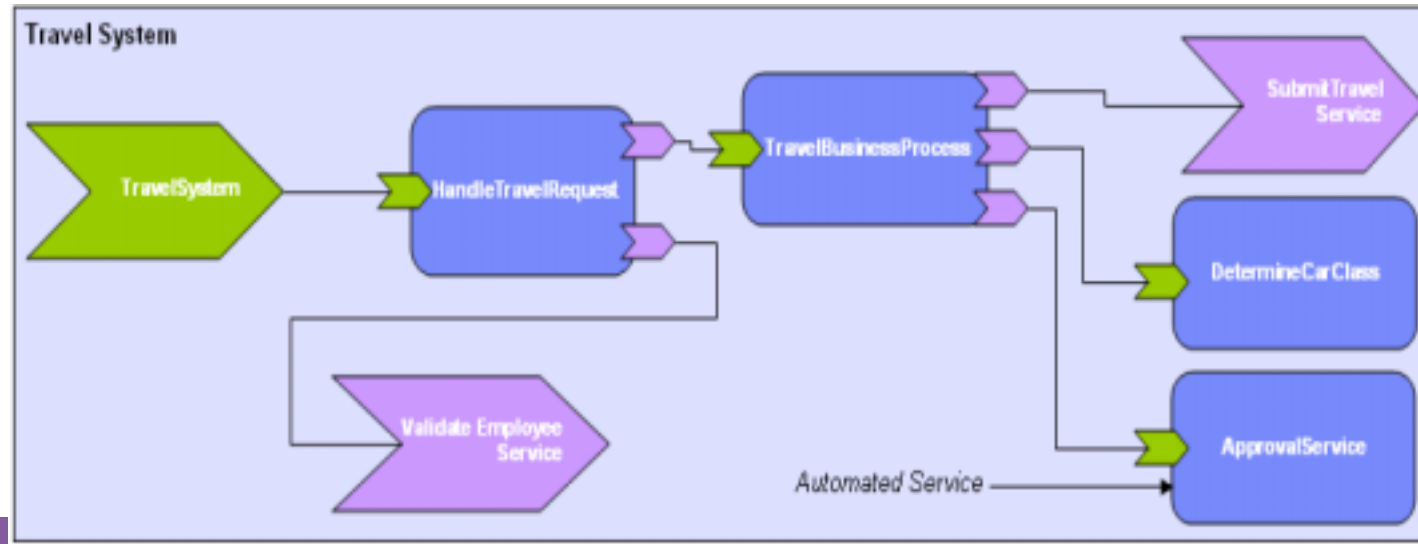 Travel System
SubmitTravel
Service
TravelBusinessProcess
TravelSystem
HandleTravelRequest
DetermineCarClass
Validate Employee
Service
ApprovalService
Automated Service